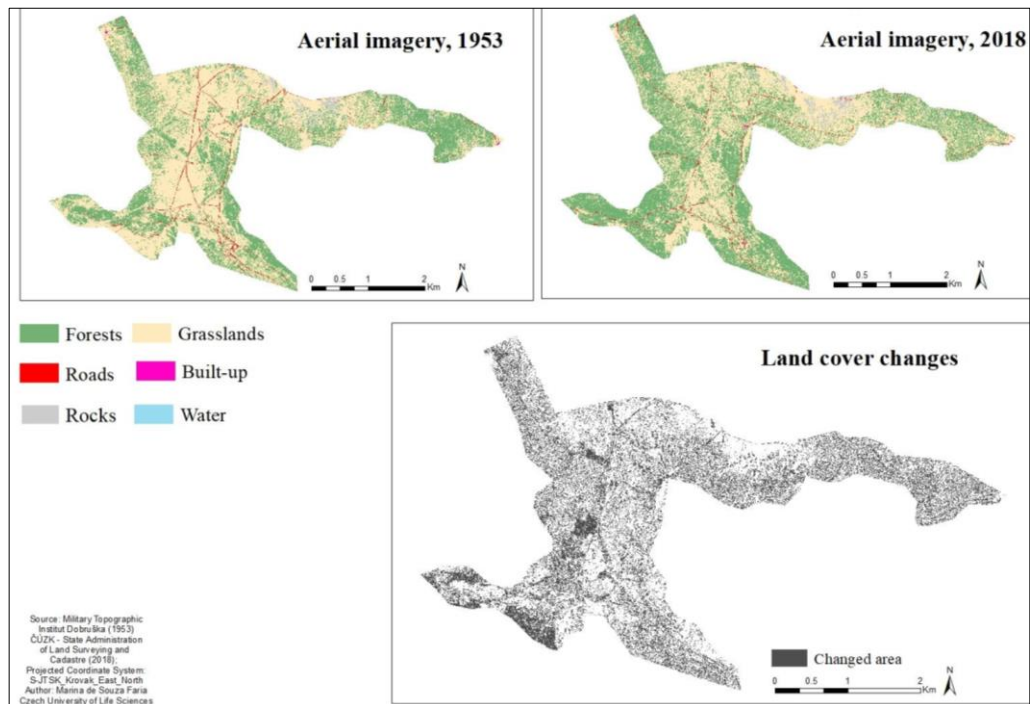 Aerial imagery, 1953
N
0 0.5 1 2
Km
Aerial imagery, 2018
N
0 0.5 1 2
Km
Forests
Grasslands
Roads
Built-up
Rocks
Water
Land cover changes
Changed area
N
0 0.5 1 2
Km
Source: Military Topographic
Institut Dobruška (1953)
ČÚZK - State Administration
of Land Surveying and
Cadastre (2018);
Projected Coordinate System:
S-JTSK_Krovak_East_North
Author: Marina de Souza Faria
Czech University of Life Sciences